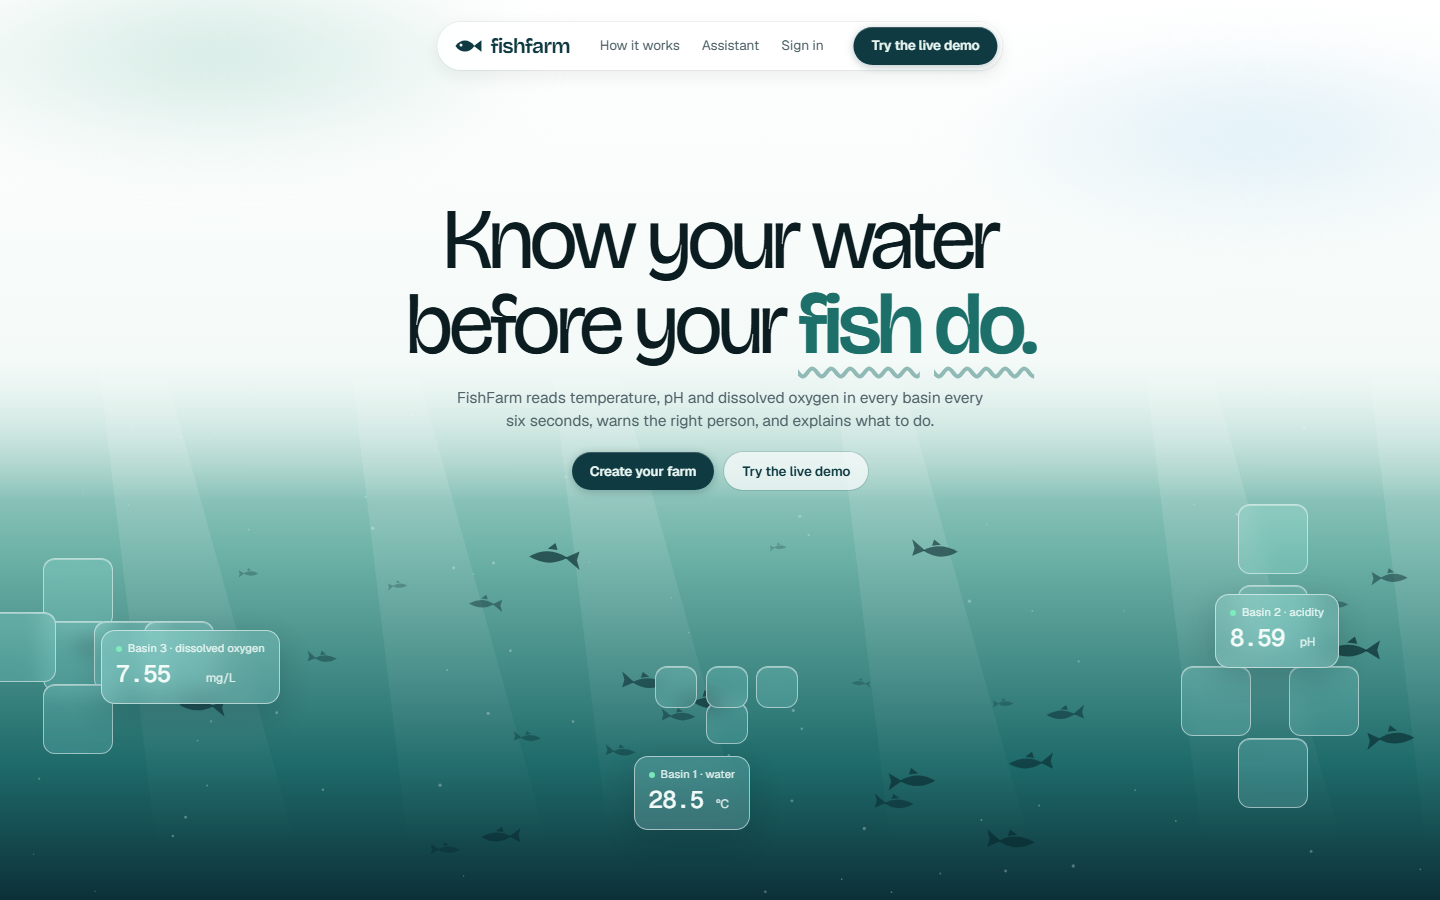 fishfarm
How it works
Assistant
Sign in
Try the live demo
Know your water
before your fish do.
FishFarm reads temperature, pH and dissolved oxygen in every basin every
six seconds, warns the right person, and explains what to do.
Create your farm
Try the live demo
Basin 2 · acidity
8.59 pH
Basin 3 · dissolved oxygen
7.55 mg/L
Basin 1 · water
28.5 °C